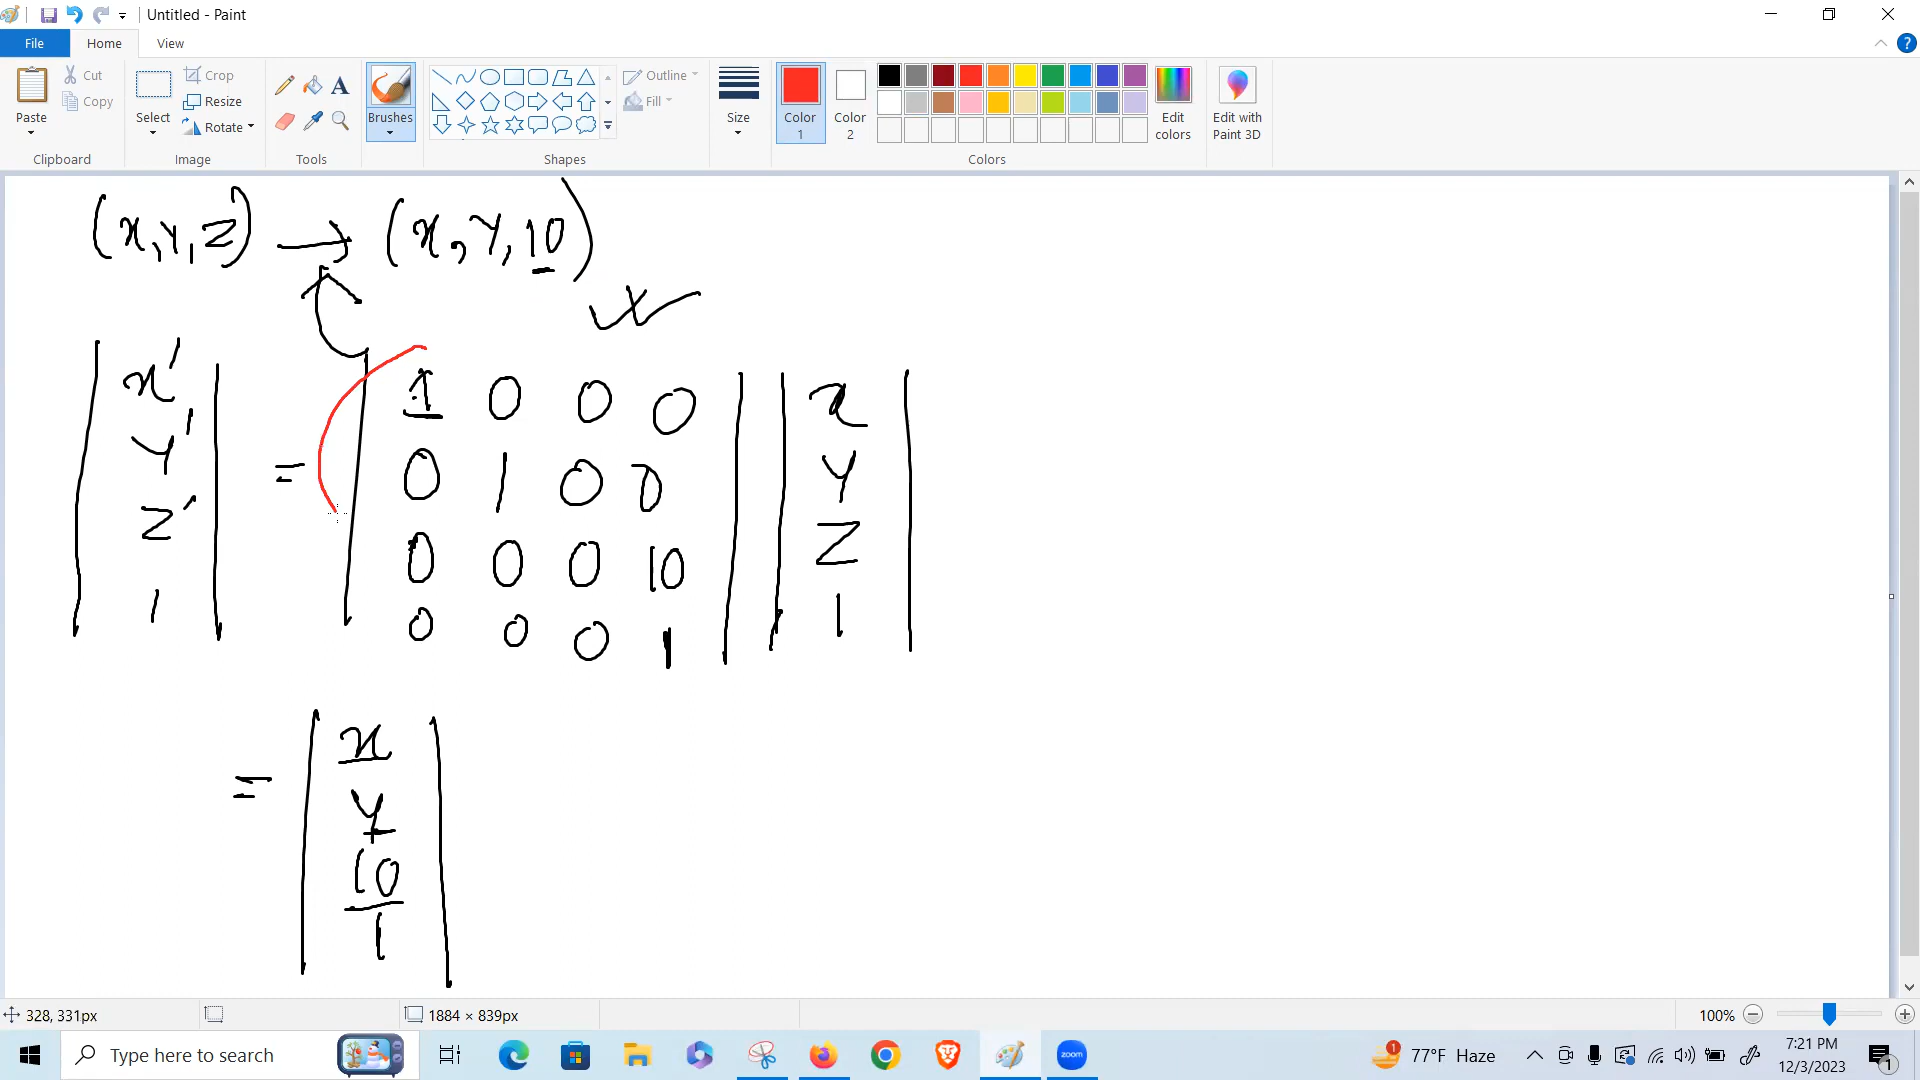 Untitled - Paint
File Home View
Paste Cut Copy Clipboard
Select Crop Resize Rotate Image
A Tools
Brushes
Outline Fill Shapes
Size
Color 1 Color 2 Edit colors Colors
Edit with Paint 3D
(x,Y,Z) → (x,Y,10)
x' 1 0 0 0 x
Y' = 0 1 0 0 Y
Z' 0 0 0 10 Z
1 0 0 0 1 1
x
= Y
10
1
328, 331px 1884 × 839px 100%
Type here to search zoom 1 77°F Haze 7:21 PM
12/3/2023 1